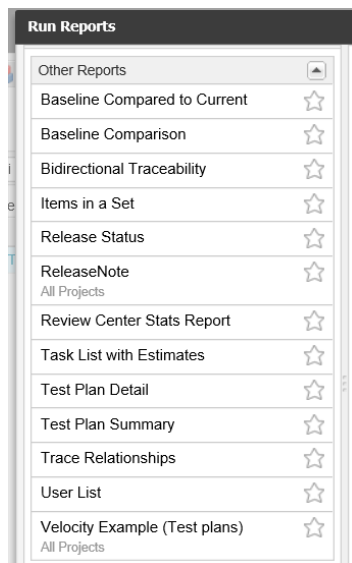 Run Reports
Other Reports
Baseline Compared to Current
Baseline Comparison
Bidirectional Traceability
Items in a Set
Release Status
ReleaseNote
All Projects
Review Center Stats Report
Task List with Estimates
Test Plan Detail
Test Plan Summary
Trace Relationships
User List
Velocity Example (Test plans)
All Projects